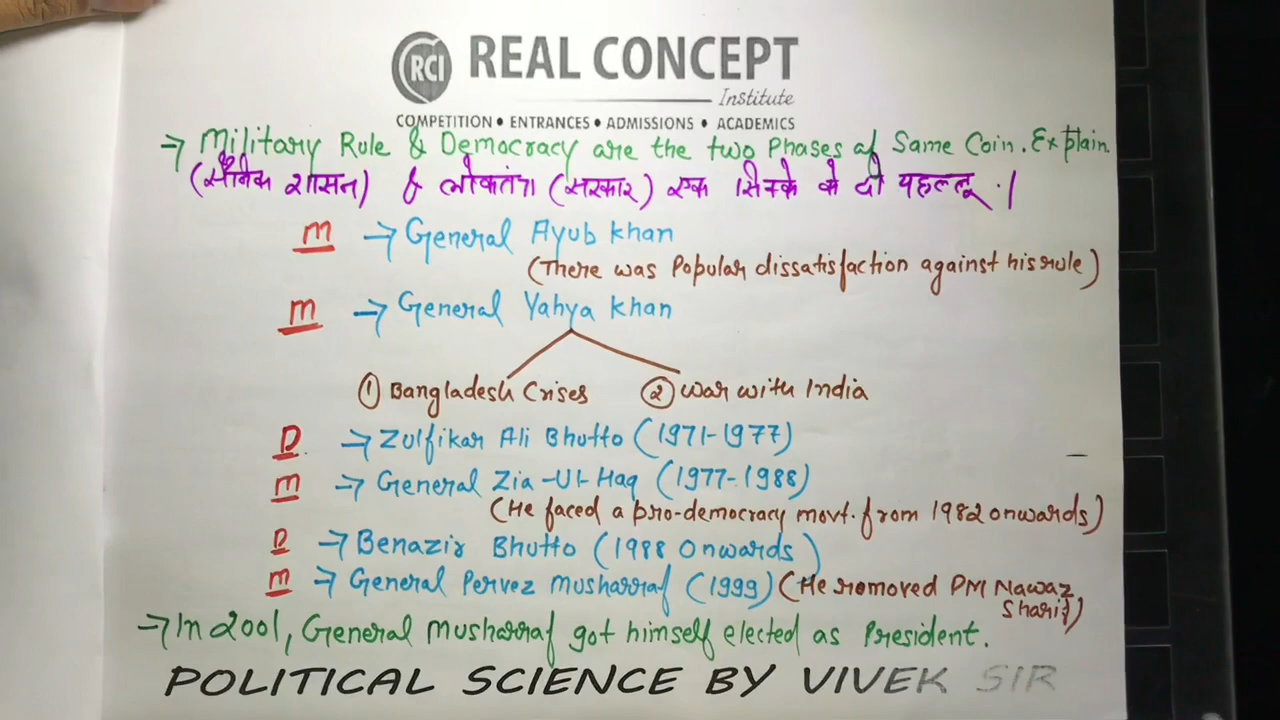 RCI REAL CONCEPT
Institute
COMPETITION • ENTRANCES • ADMISSIONS • ACADEMICS
→ Military Rule & Democracy are the two Phases of Same Coin. Explain
(सैनिक शासन) & लोकतंत्र (सरकार) एक सिक्के के दो पहलू ।
M → General Ayub khan
(There was Popular dissatisfaction against his rule)
M → General Yahya khan
① Bangladesh Crises ② war with India
D → Zulfikar Ali Bhutto (1971-1977)
M → General Zia-Ul-Haq (1977-1988)
(He faced a pro-democracy movt. from 1982 onwards)
D → Benazir Bhutto (1988 Onwards)
M → General Pervez Musharraf (1999) (He removed PM Nawaz
Sharif)
→ In 2001, General Musharraf got himself elected as President.
POLITICAL SCIENCE BY VIVEK SIR